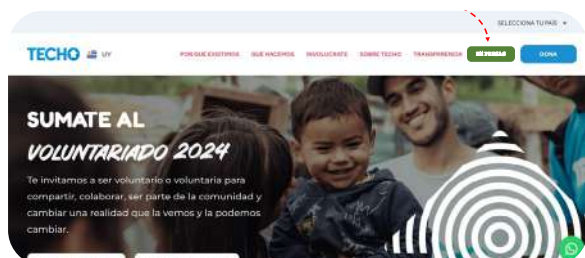 SELECCIONA TU PAÍS
TECHO UY POR QUÉ EXISTIMOS QUÉ HACEMOS INVOLUCRATE SOBRE TECHO TRANSPARENCIA EMPRESAS DONA
SUMATE AL
VOLUNTARIADO 2024
Te invitamos a ser voluntario o voluntaria para
compartir, colaborar, ser parte de la comunidad y
cambiar una realidad que la vemos y la podemos
cambiar.